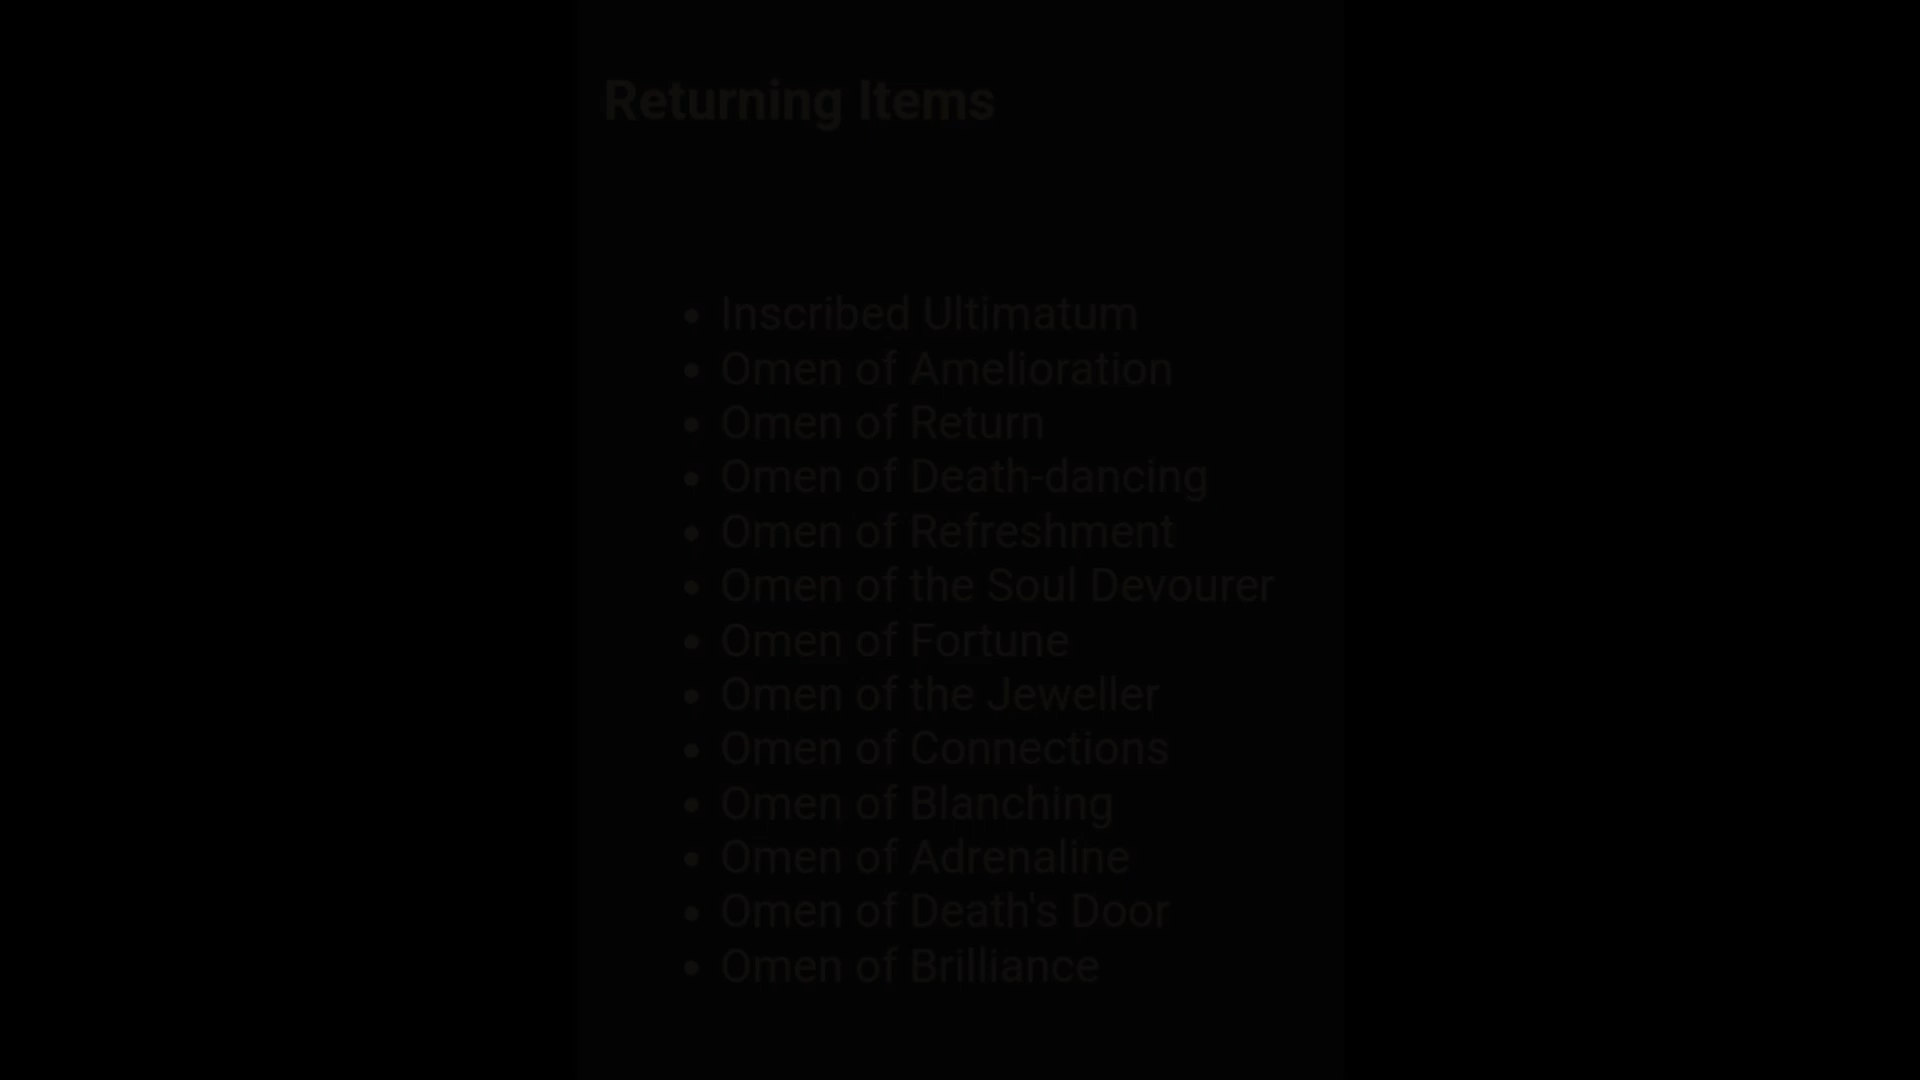 Returning Items
Inscribed Ultimatum
Omen of Amelioration
Omen of Return
Omen of Death-dancing
Omen of Refreshment
Omen of the Soul Devourer
Omen of Fortune
Omen of the Jeweller
Omen of Connections
Omen of Blanching
Omen of Adrenaline
Omen of Death's Door
Omen of Brilliance